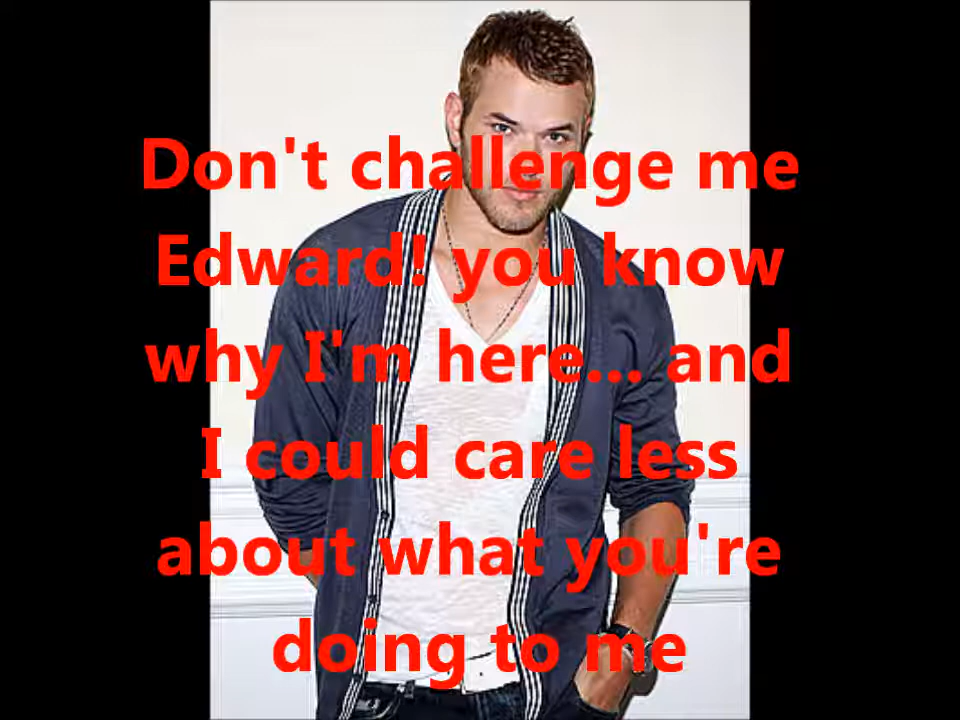 Don't challenge me
Edward! you know
why I'm here... and
I could care less
about what you're
doing to me